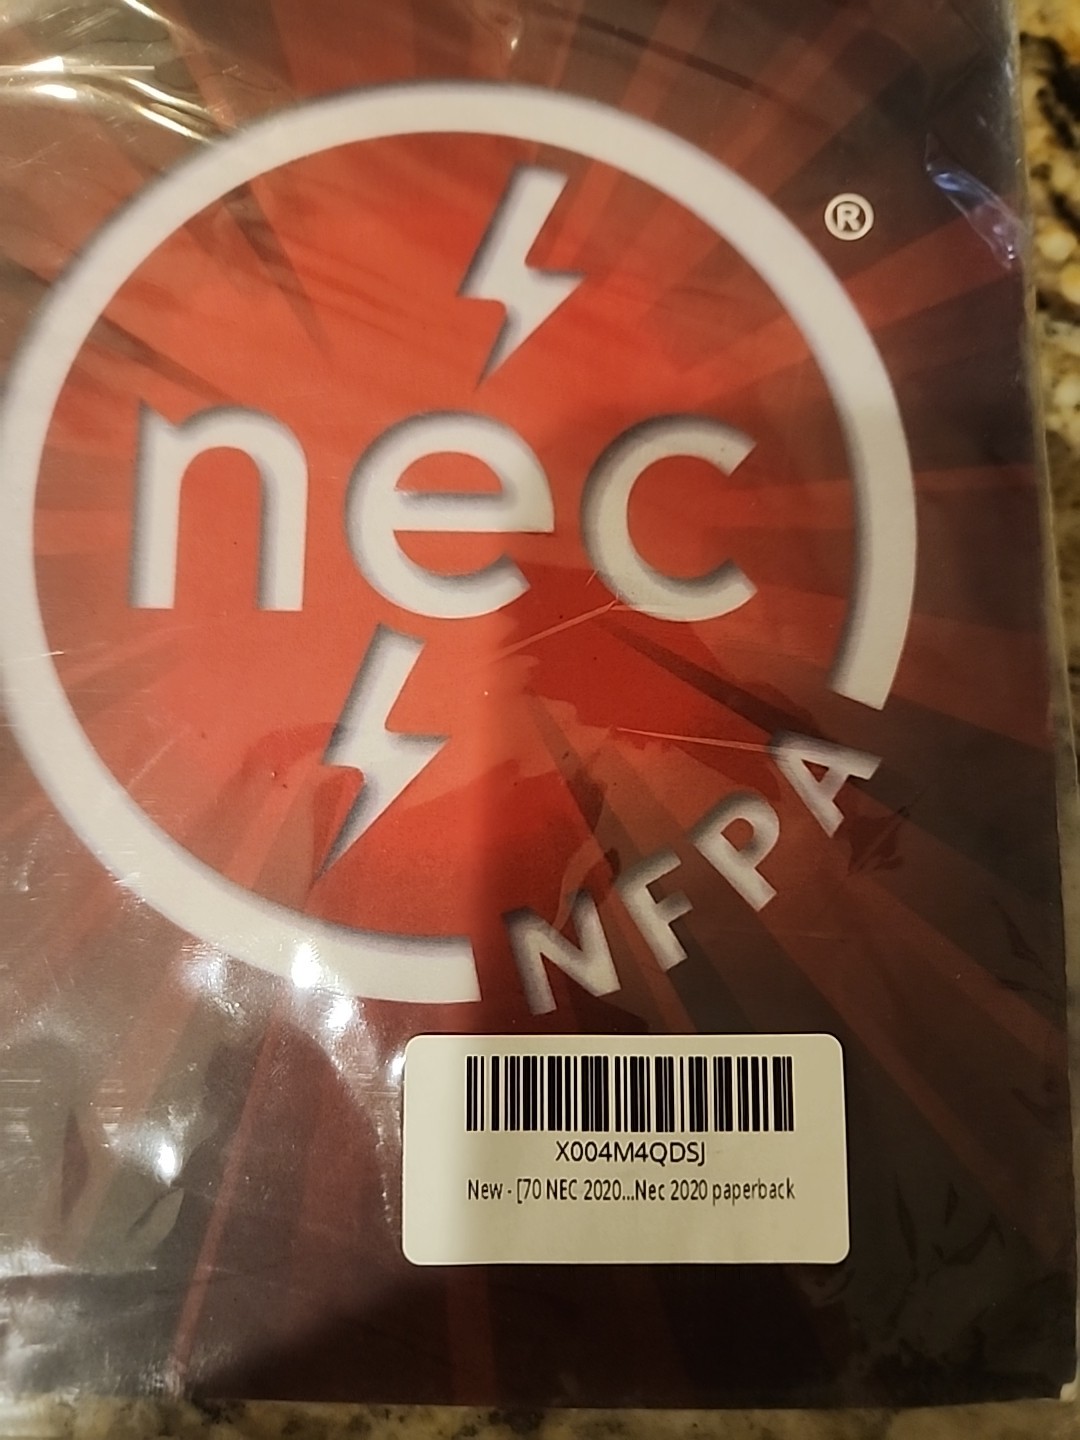 ®
nec
NFPA
X004M4QDSJ
New - [70 NEC 2020...Nec 2020 paperback